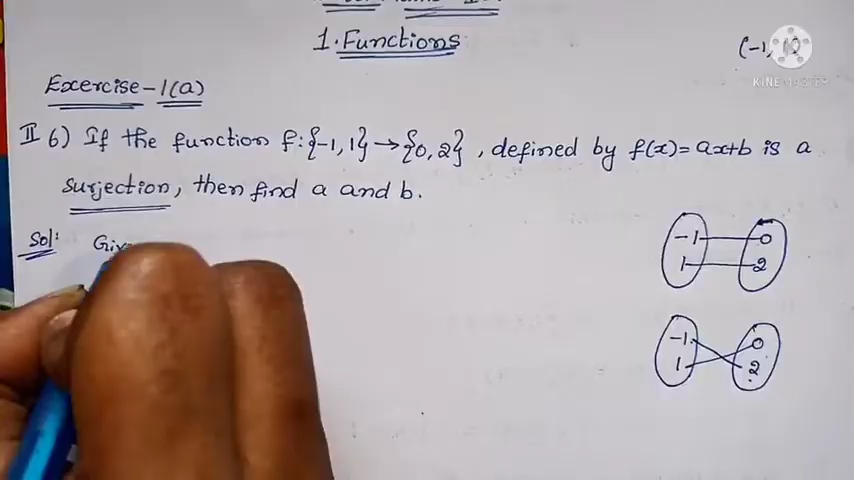 1. Functions
(-1,
KINEMASTER
Exercise-1(a)
II 6) If the function f:{-1, 1}→{0, 2}, defined by f(x)=ax+b is a
surjection, then find a and b.
Sol:
-1 0
1 2
-1 0
1 2